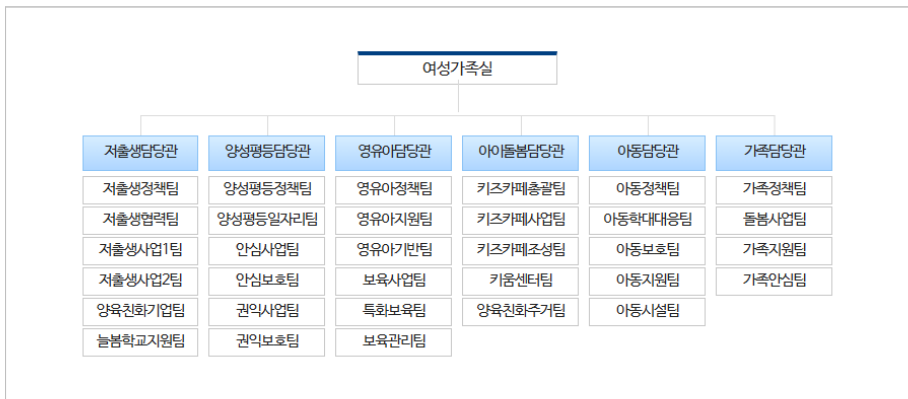 여성가족실
저출생담당관
저출생정책팀
저출생협력팀
저출생사업1팀
저출생사업2팀
양육친화기업팀
늘봄학교지원팀
양성평등담당관
양성평등정책팀
양성평등일자리팀
안심사업팀
안심보호팀
권익사업팀
권익보호팀
영유아담당관
영유아정책팀
영유아지원팀
영유아기반팀
보육사업팀
특화보육팀
보육관리팀
아이돌봄담당관
키즈카페총괄팀
키즈카페사업팀
키즈카페조성팀
키움센터팀
양육친화주거팀
아동담당관
아동정책팀
아동학대대응팀
아동보호팀
아동지원팀
아동시설팀
가족담당관
가족정책팀
돌봄사업팀
가족지원팀
가족안심팀